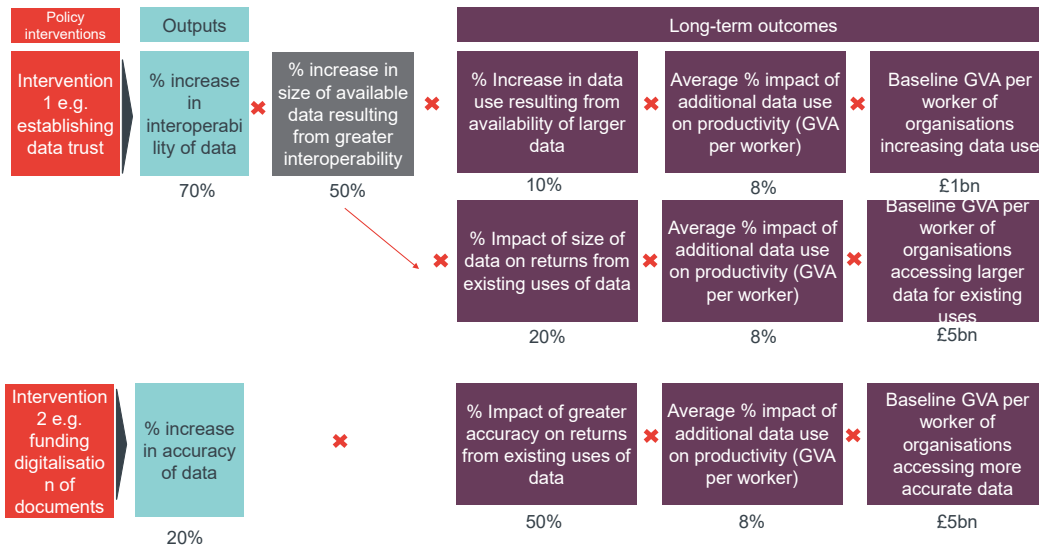 Policy
interventions
Outputs
Long-term outcomes
Intervention
1 e.g.
establishing
data trust
% increase
in
interoperabi
lity of data
% increase in
size of available
data resulting
from greater
interoperability
% Increase in data
use resulting from
availability of larger
data
Average % impact of
additional data use
on productivity (GVA
per worker)
Baseline GVA per
worker of
organisations
increasing data use
70%
50%
10%
8%
£1bn
% Impact of size of
data on returns from
existing uses of data
Average % impact of
additional data use
on productivity (GVA
per worker)
Baseline GVA per
worker of
organisations
accessing larger
data for existing
uses
20%
8%
£5bn
Intervention
2 e.g.
funding
digitalisatio
n of
documents
% increase
in accuracy
of data
% Impact of greater
accuracy on returns
from existing uses of
data
Average % impact of
additional data use
on productivity (GVA
per worker)
Baseline GVA per
worker of
organisations
accessing more
accurate data
20%
50%
8%
£5bn